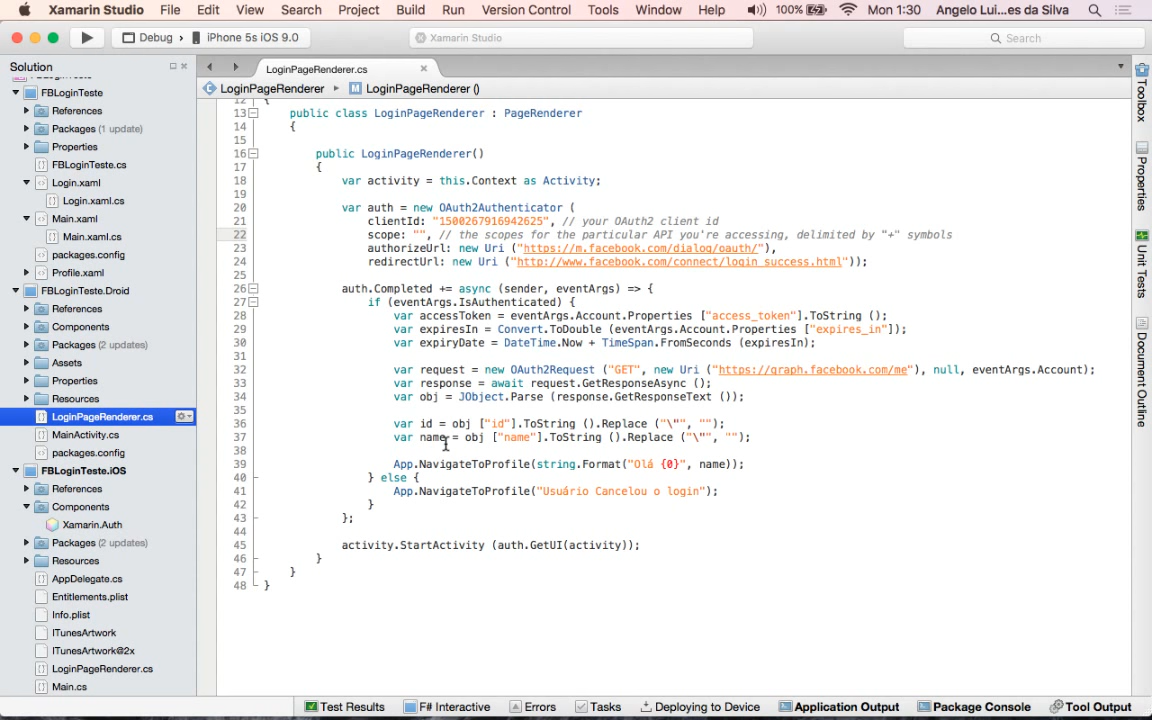 Xamarin Studio File Edit View Search Project Build Run Version Control Tools Window Help 100% Mon 1:30 Angelo Lui...es da Silva
Debug › iPhone 5s iOS 9.0 Xamarin Studio Search
Solution
FBLoginTeste
References
Packages (1 update)
Properties
FBLoginTeste.cs
Login.xaml
Login.xaml.cs
Main.xaml
Main.xaml.cs
packages.config
Profile.xaml
FBLoginTeste.Droid
References
Components
Packages (2 updates)
Assets
Properties
Resources
LoginPageRenderer.cs
MainActivity.cs
packages.config
FBLoginTeste.iOS
References
Components
Xamarin.Auth
Packages (2 updates)
Resources
AppDelegate.cs
Entitlements.plist
Info.plist
ITunesArtwork
ITunesArtwork@2x
LoginPageRenderer.cs
Main.cs
LoginPageRenderer.cs
LoginPageRenderer LoginPageRenderer ()
12 {
13 public class LoginPageRenderer : PageRenderer
14 {
15
16 public LoginPageRenderer()
17 {
18 var activity = this.Context as Activity;
19
20 var auth = new OAuth2Authenticator (
21 clientId: "1500267916942625", // your OAuth2 client id
22 scope: "", // the scopes for the particular API you're accessing, delimited by "+" symbols
23 authorizeUrl: new Uri ("https://m.facebook.com/dialog/oauth/"),
24 redirectUrl: new Uri ("http://www.facebook.com/connect/login_success.html"));
25
26 auth.Completed += async (sender, eventArgs) => {
27 if (eventArgs.IsAuthenticated) {
28 var accessToken = eventArgs.Account.Properties ["access_token"].ToString ();
29 var expiresIn = Convert.ToDouble (eventArgs.Account.Properties ["expires_in"]);
30 var expiryDate = DateTime.Now + TimeSpan.FromSeconds (expiresIn);
31
32 var request = new OAuth2Request ("GET", new Uri ("https://graph.facebook.com/me"), null, eventArgs.Account);
33 var response = await request.GetResponseAsync ();
34 var obj = JObject.Parse (response.GetResponseText ());
35
36 var id = obj ["id"].ToString ().Replace ("\"", "");
37 var name = obj ["name"].ToString ().Replace ("\"", "");
38
39 App.NavigateToProfile(string.Format("Olá {0}", name));
40 } else {
41 App.NavigateToProfile("Usuário Cancelou o login");
42 }
43 };
44
45 activity.StartActivity (auth.GetUI(activity));
46 }
47 }
48 }
Toolbox
Properties
Unit Tests
Document Outline
Test Results F# Interactive Errors Tasks Deploying to Device Application Output Package Console Tool Output